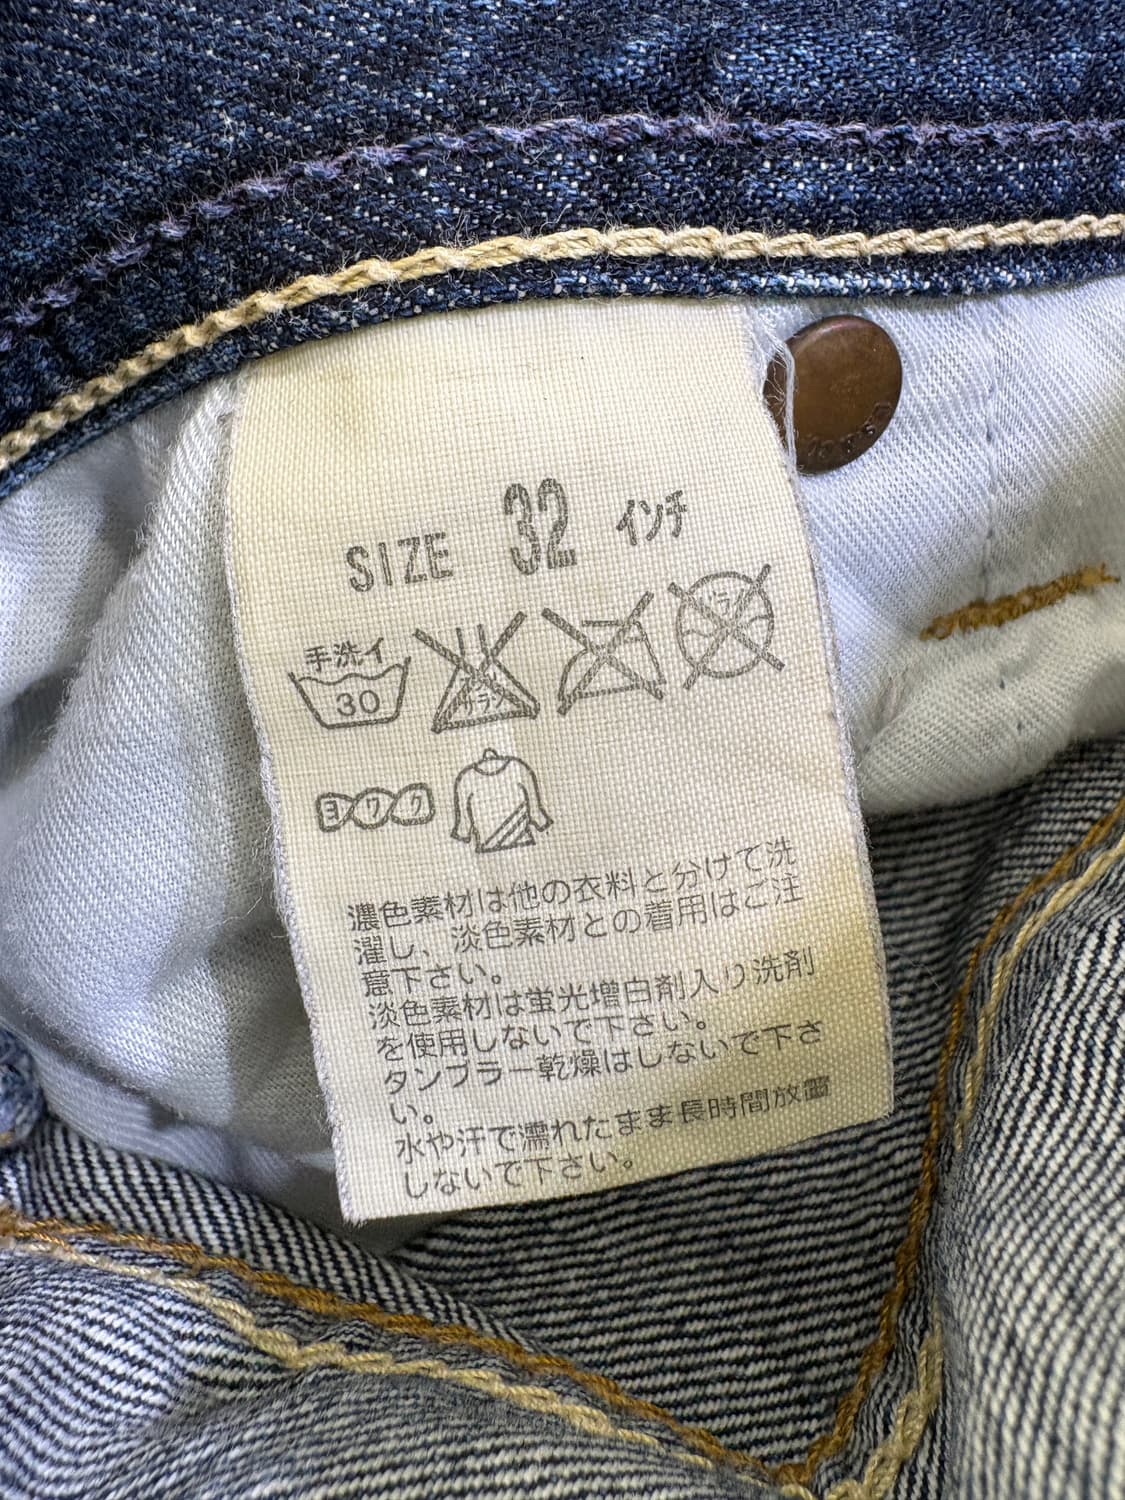 SIZE 32 インチ
手洗イ
30
サラシ
ヨワク
濃色素材は他の衣料と分けて洗
濯し、淡色素材との着用はご注
意下さい。
淡色素材は蛍光増白剤入り洗剤
を使用しないで下さい。
タンブラー乾燥はしないで下さ
い。
水や汗で濡れたまま長時間放置
しないで下さい。